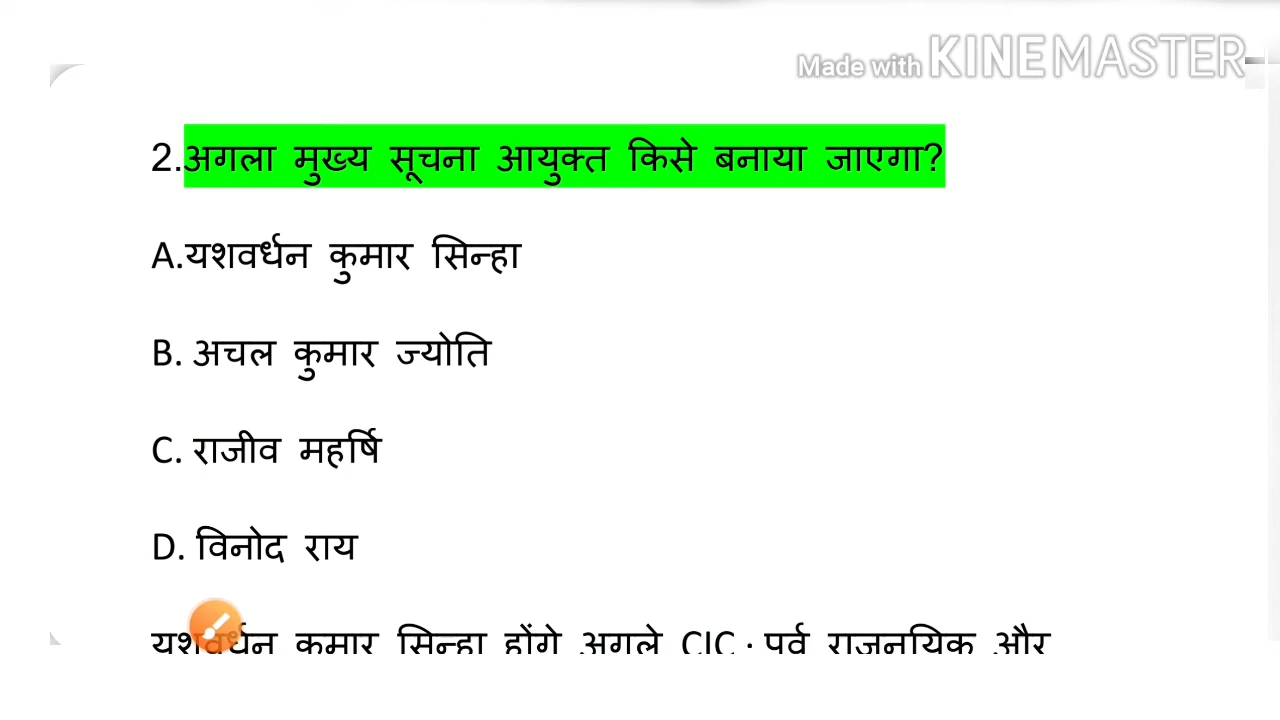 Made with KINEMASTER
2.अगला मुख्य सूचना आयुक्त किसे बनाया जाएगा?
A.यशवर्धन कुमार सिन्हा
B. अचल कुमार ज्योति
C. राजीव महर्षि
D. विनोद राय
यशवर्धन कुमार सिन्हा होंगे अगले CIC : पूर्व राजनयिक और